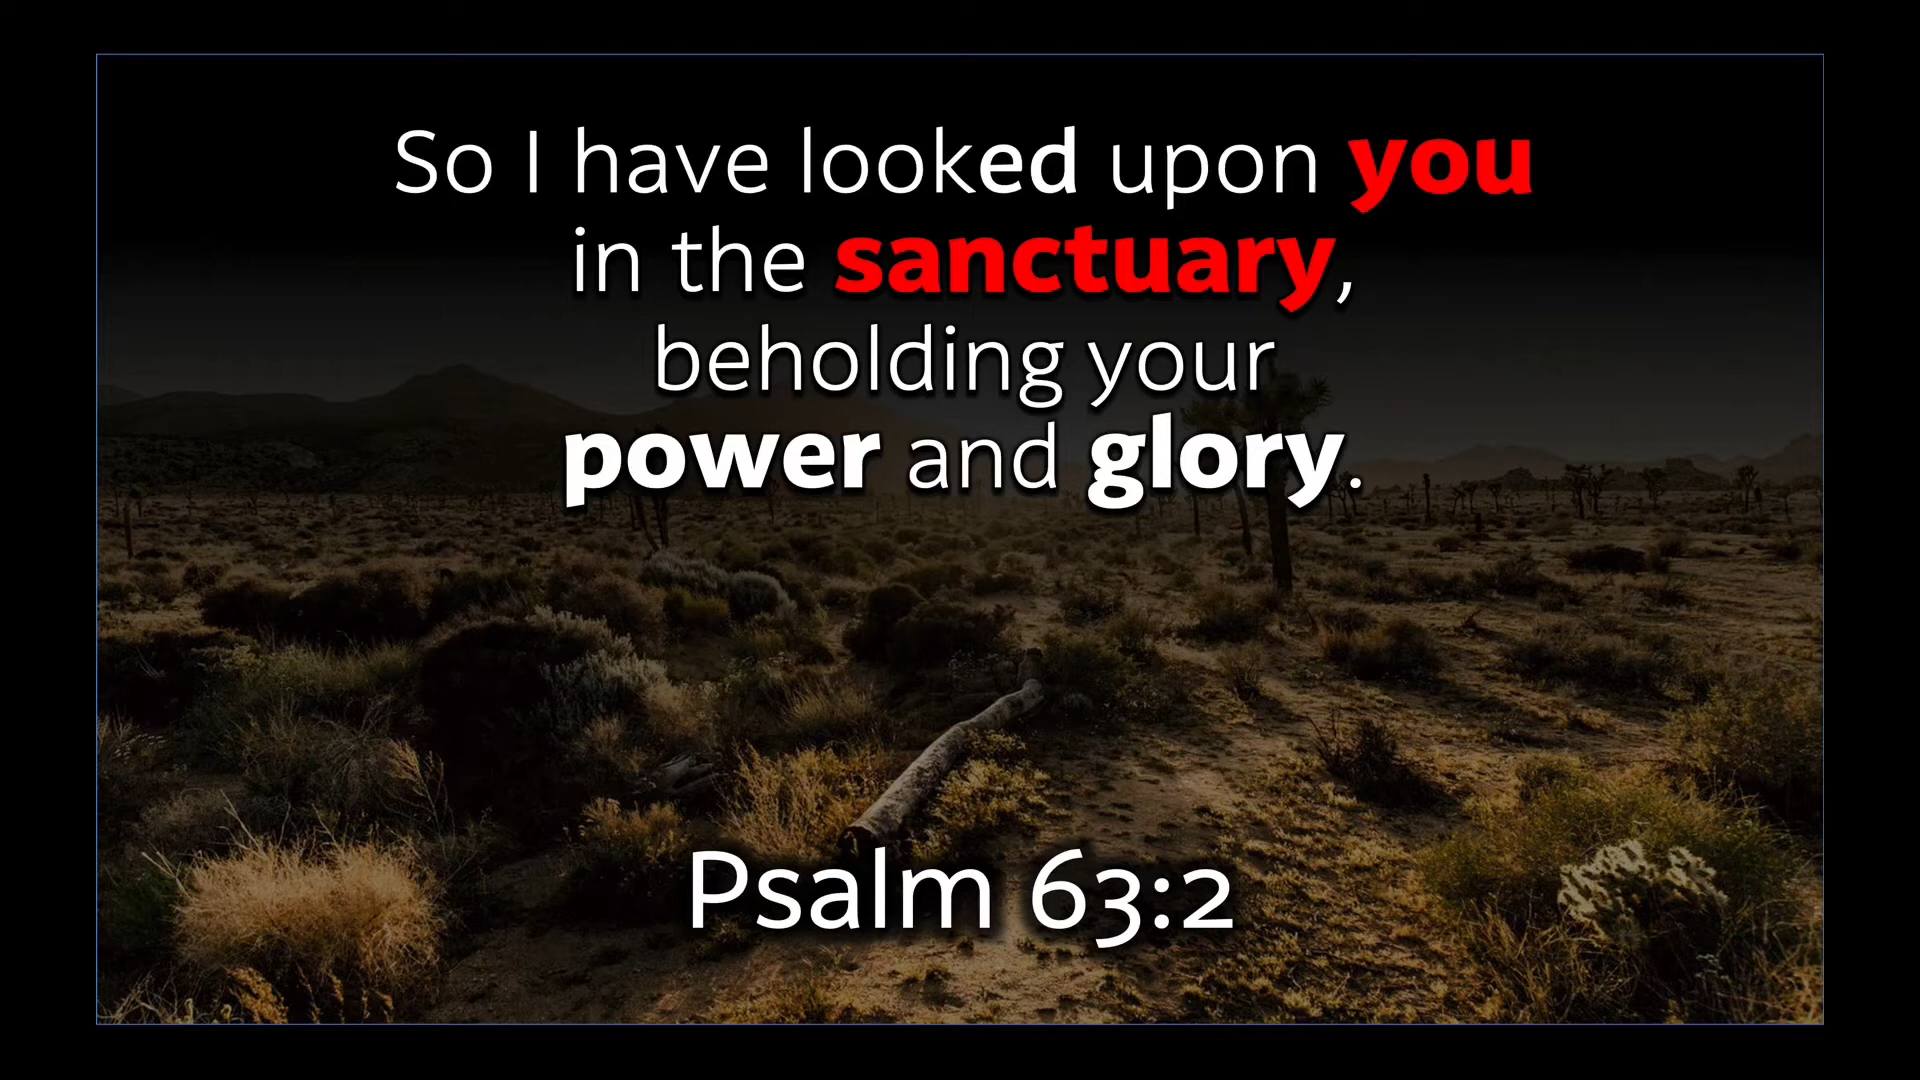 So I have looked upon you
in the sanctuary,
beholding your
power and glory.
Psalm 63:2